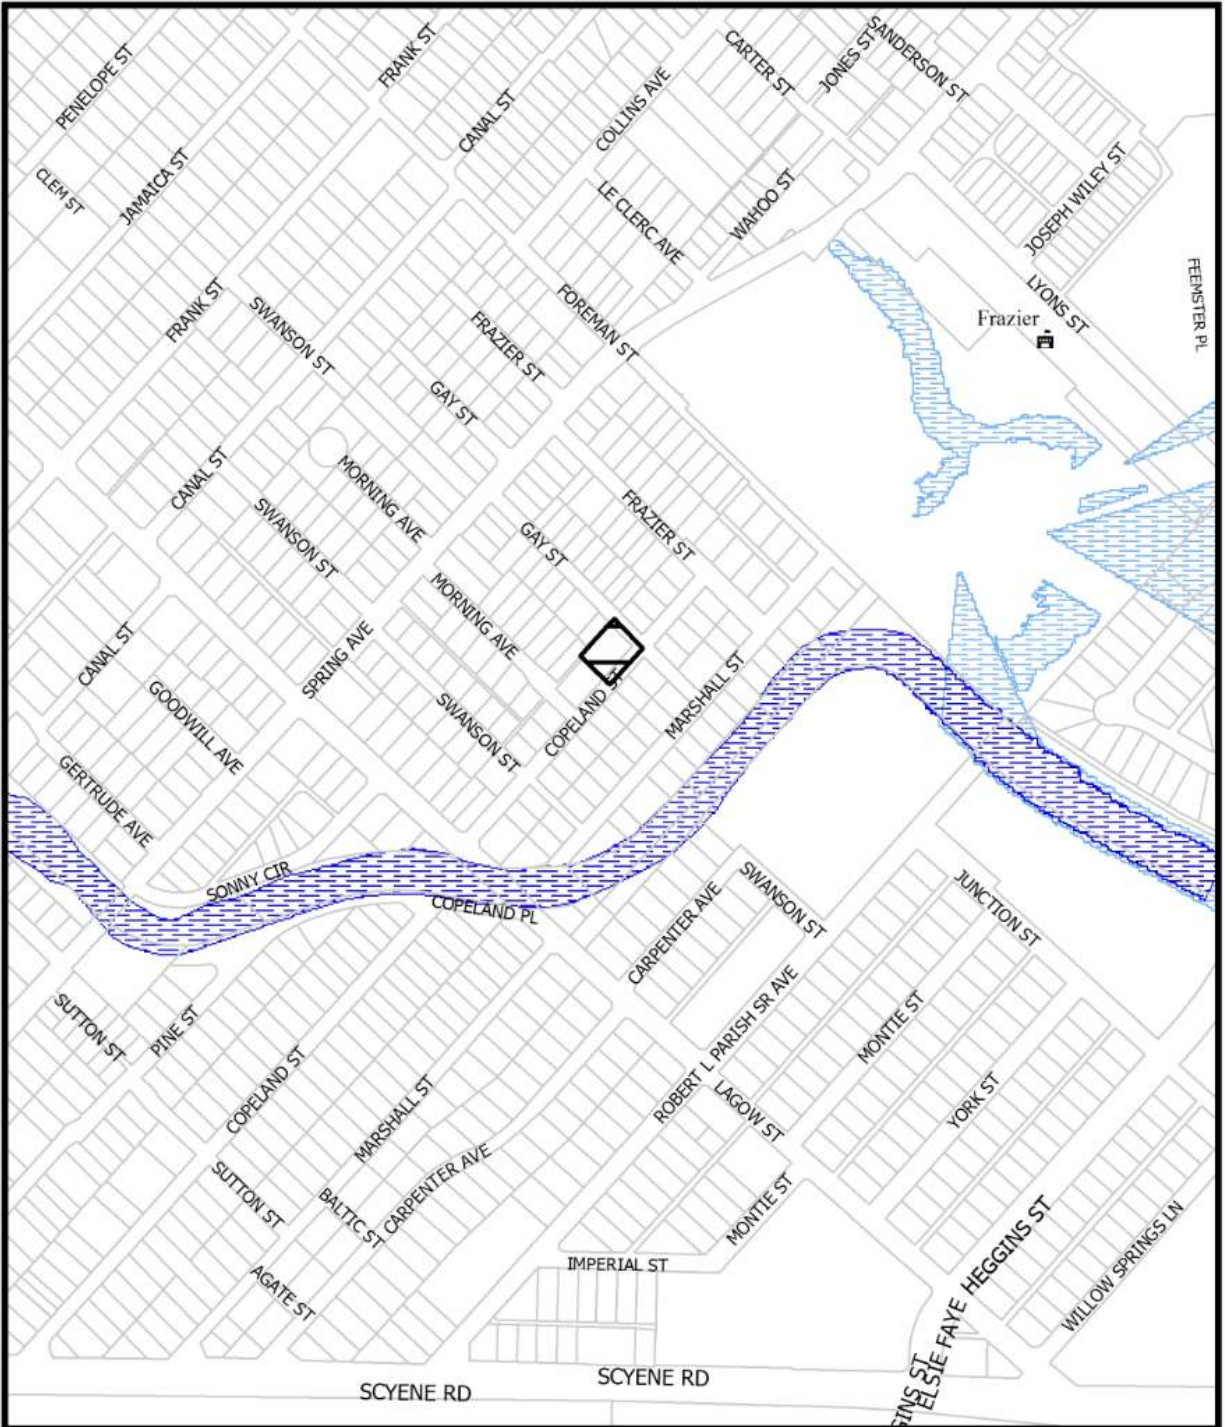 SANDERSON ST
FRANK ST
CARTER ST
JONES ST
PENELOPE ST
CANAL ST
COLLINS AVE
CLEM ST
JAMAICA ST
LE CLERC AVE
WAHOO ST
JOSEPH WILEY ST
FEEMSTER PL
FRANK ST
SWANSON ST
FRAZIER ST
FOREMAN ST
LYONS ST
Frazier
GAY ST
CANAL ST
MORNING AVE
SWANSON ST
GAY ST
FRAZIER ST
MORNING AVE
CANAL ST
SPRING AVE
GOODWILL AVE
SWANSON ST
COPELAND ST
MARSHALL ST
GERTRUDE AVE
SONNY CIR
COPELAND PL
CARPENTER AVE
SWANSON ST
JUNCTION ST
SUTTON ST
PINE ST
ROBERT L PARISH SR AVE
MONTIE ST
COPELAND ST
MARSHALL ST
LAGOW ST
YORK ST
SUTTON ST
BALTIC ST
CARPENTER AVE
MONTIE ST
AGATE ST
IMPERIAL ST
ELSIE FAYE HEGGINS ST
WILLOW SPRINGS LN
SCYENE RD
SCYENE RD
GINS ST